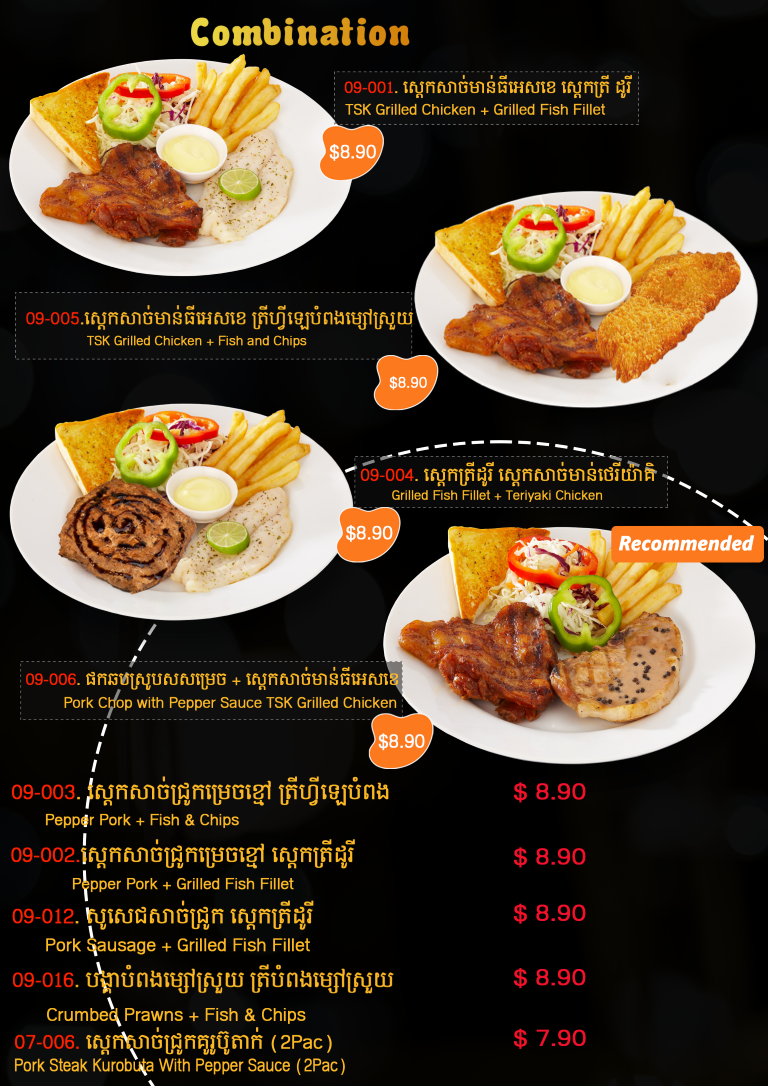 Combination
09-001. ស្តេកសាច់មាន់ធីអេសខេ ស្តេកត្រី ដូរី
TSK Grilled Chicken + Grilled Fish Fillet
$8.90
09-005.ស្តេកសាច់មាន់ធីអេសខេ ត្រីហ្វីឡេបំពងម្សៅស្រួយ
TSK Grilled Chicken + Fish and Chips
$8.90
09-004. ស្តេកត្រីដូរី ស្តេកសាច់មាន់ថេរីយ៉ាគិ
Grilled Fish Fillet + Teriyaki Chicken
$8.90
Recommended
09-006. ផកឆបស្រូបសសម្រេច + ស្តេកសាច់មាន់ធីអេសខេ
Pork Chop with Pepper Sauce TSK Grilled Chicken
$8.90
09-003. ស្តេកសាច់ជ្រូកម្រេចខ្មៅ ត្រីហ្វីឡេបំពង $ 8.90
Pepper Pork + Fish & Chips
09-002.ស្តេកសាច់ជ្រូកម្រេចខ្មៅ ស្តេកត្រីដូរី $ 8.90
Pepper Pork + Grilled Fish Fillet
09-012. សូសេជសាច់ជ្រូក ស្តេកត្រីដូរី $ 8.90
Pork Sausage + Grilled Fish Fillet
09-016. បង្គាបំពងម្សៅស្រួយ ត្រីបំពងម្សៅស្រួយ $ 8.90
Crumbed Prawns + Fish & Chips
07-006. ស្តេកសាច់ជ្រូកគូរូប៊ូតាក់ (2Pac) $ 7.90
Pork Steak Kurobuta With Pepper Sauce (2Pac)